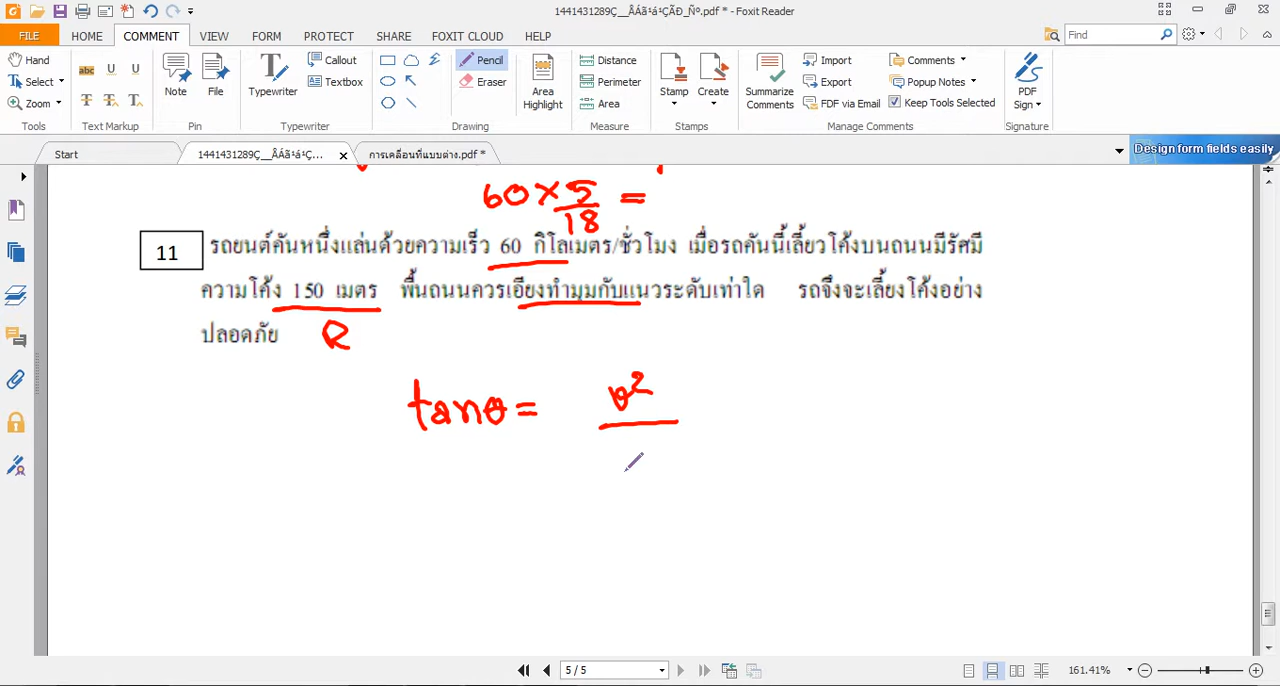 1441431289Ç__ÂÁã¹á¹ÇÃÐ_Ñº.pdf * - Foxit Reader
FILE HOME COMMENT VIEW FORM PROTECT SHARE FOXIT CLOUD HELP Find
Hand Select Zoom Tools
abc U U T T T Text Markup
Note File Pin
Typewriter Callout Textbox Typewriter
Pencil Eraser Area Highlight Drawing
Distance Perimeter Area Measure
Stamp Create Stamps
Summarize Comments Import Export FDF via Email Comments Popup Notes Keep Tools Selected Manage Comments
PDF Sign Signature
Start 1441431289Ç__ÂÁã¹á¹Ç... การเคลื่อนที่แบบต่าง.pdf * Design form fields easily
60 × 5/18 =
11 รถยนต์คันหนึ่งแล่นด้วยความเร็ว 60 กิโลเมตร/ชั่วโมง เมื่อรถคันนี้เลี้ยวโค้งบนถนนมีรัศมี
ความโค้ง 150 เมตร พื้นถนนควรเอียงทำมุมกับแนวระดับเท่าใด รถจึงจะเลี้ยงโค้งอย่าง
ปลอดภัย R
tanθ = v²
5 / 5 161.41%